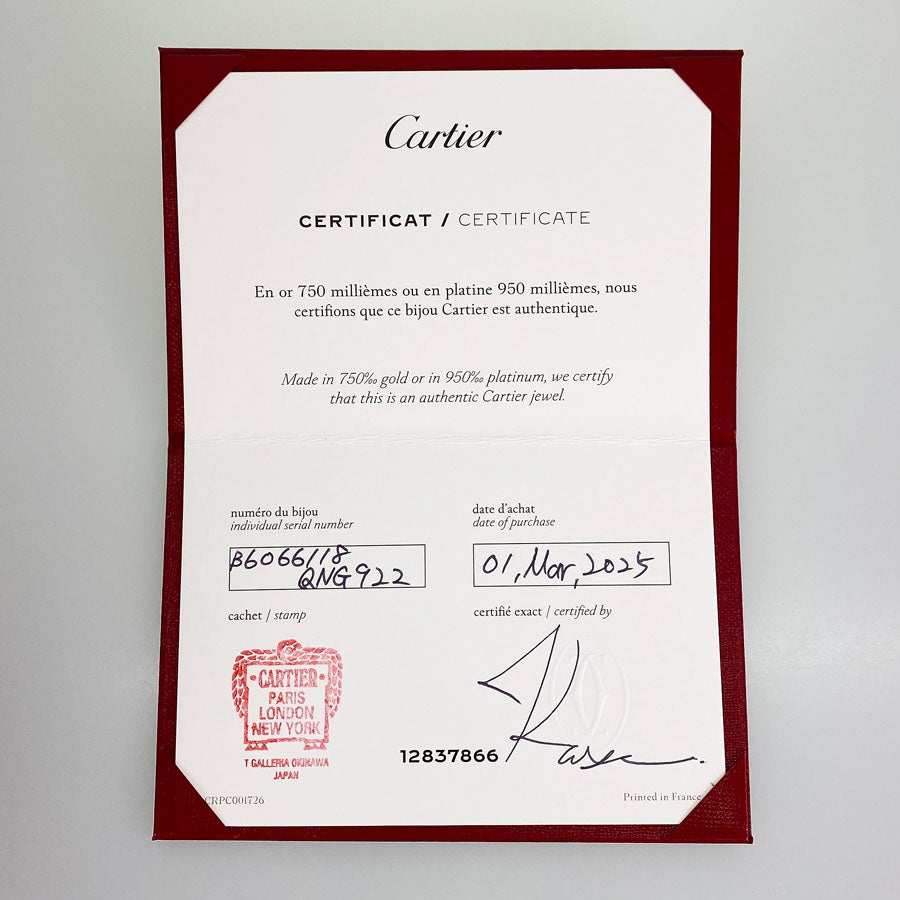 Cartier
CERTIFICAT / CERTIFICATE
En or 750 millièmes ou en platine 950 millièmes, nous
certifions que ce bijou Cartier est authentique.
Made in 750‰ gold or in 950‰ platinum, we certify
that this is an authentic Cartier jewel.
numéro du bijou
individual serial number
B6066118
QNG922
date d'achat
date of purchase
01, Mar, 2025
cachet / stamp
CARTIER
PARIS
LONDON
NEW YORK
T GALLERIA OKINAWA
JAPAN
certifié exact / certified by
12837866
CRPC001726
Printed in France